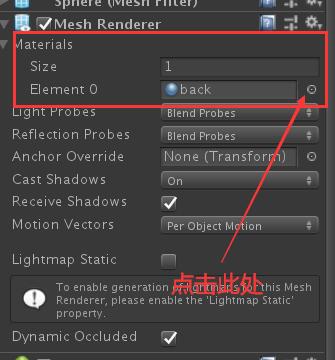 Sphere (Mesh Filter)
Mesh Renderer
Materials
Size 1
Element 0 back
Light Probes Blend Probes
Reflection Probes Blend Probes
Anchor Override None (Transform)
Cast Shadows On
Receive Shadows
Motion Vectors Per Object Motion
Lightmap Static
点击此处
To enable generation of lightmaps for this Mesh
Renderer, please enable the 'Lightmap Static'
property.
Dynamic Occluded